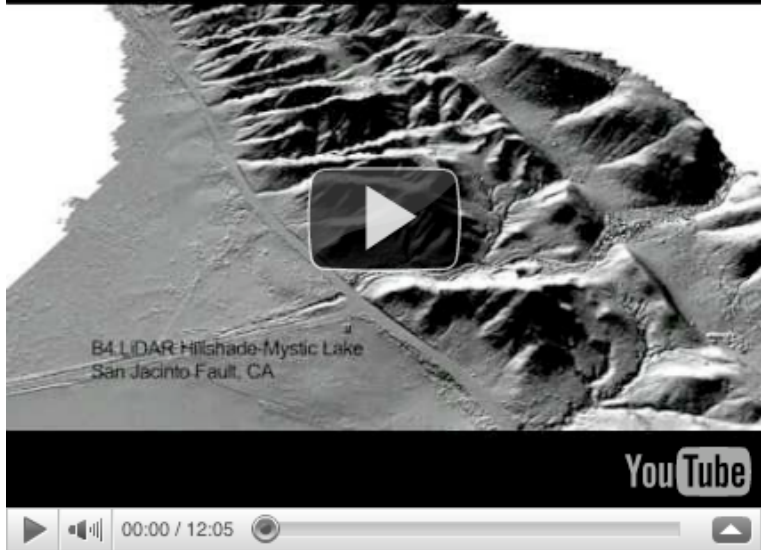 B4 LiDAR Hillshade-Mystic Lake
San Jacinto Fault, CA
YouTube
00:00 / 12:05